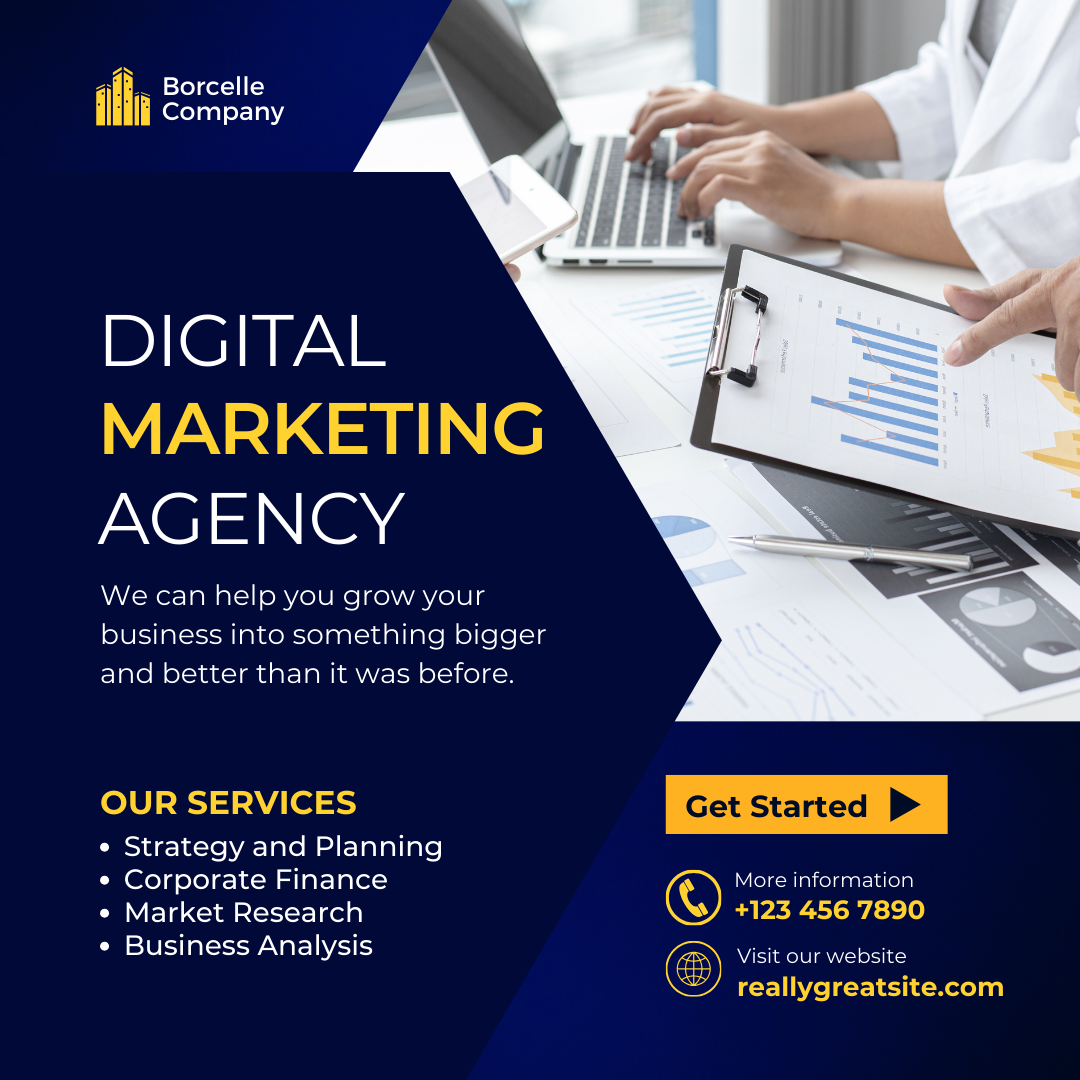 Borcelle
Company
DIGITAL
MARKETING
AGENCY
We can help you grow your
business into something bigger
and better than it was before.
OUR SERVICES
• Strategy and Planning
• Corporate Finance
• Market Research
• Business Analysis
Get Started
More information
+123 456 7890
Visit our website
reallygreatsite.com